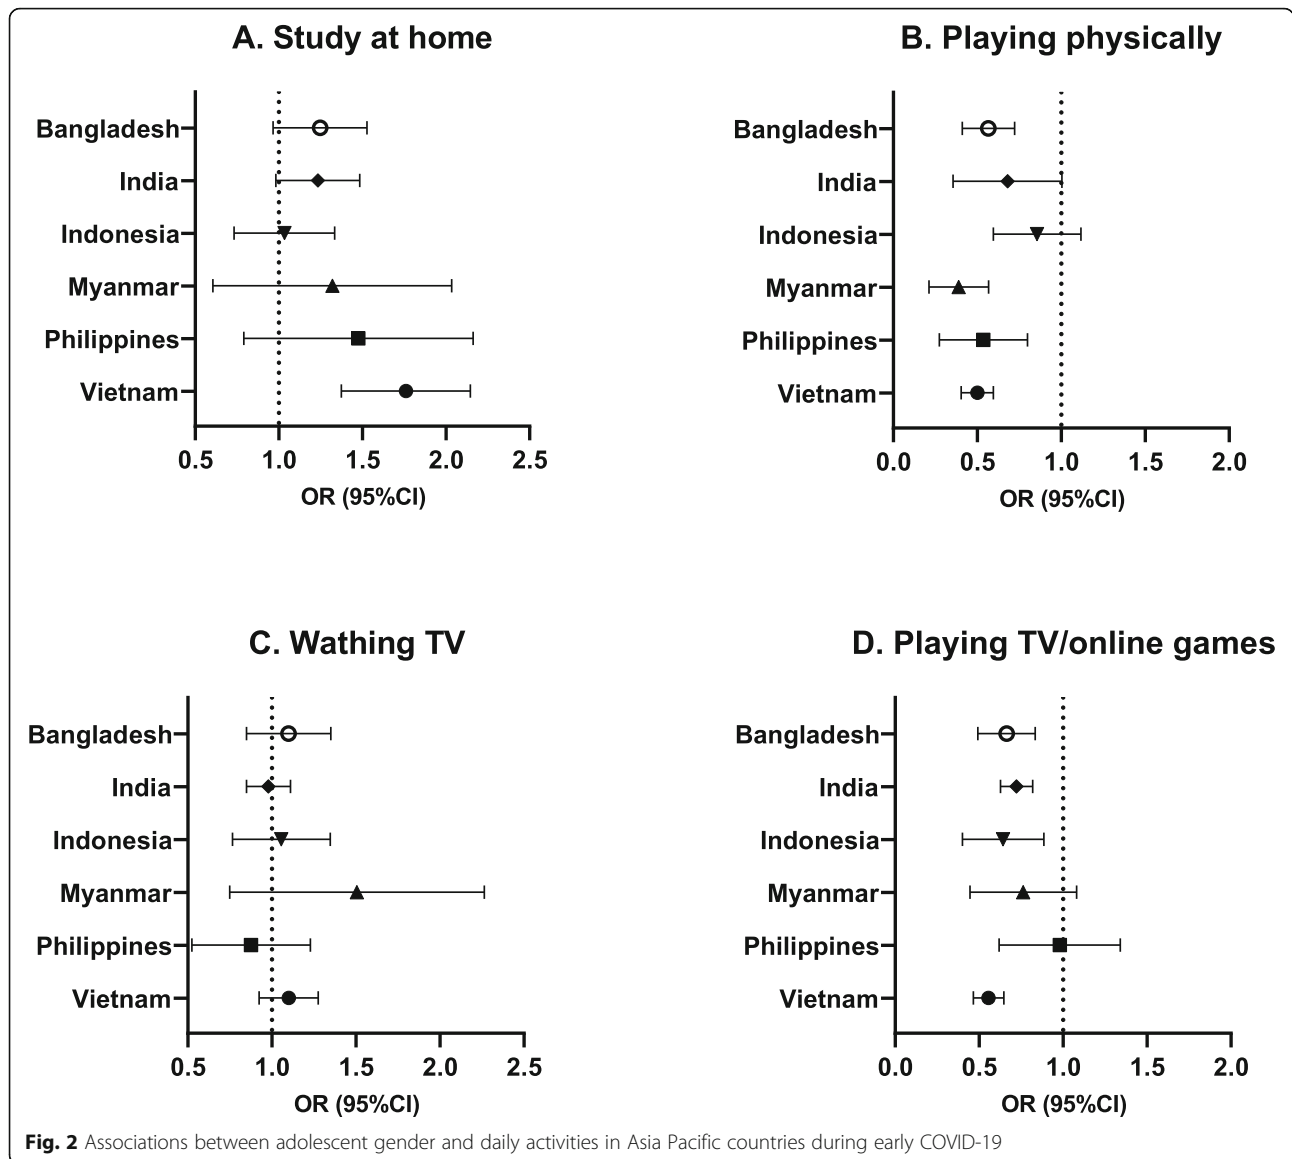 A. Study at home
Bangladesh
India
Indonesia
Myanmar
Philippines
Vietnam
0.5 1.0 1.5 2.0 2.5
OR (95%CI)
B. Playing physically
Bangladesh
India
Indonesia
Myanmar
Philippines
Vietnam
0.0 0.5 1.0 1.5 2.0
OR (95%CI)
C. Wathing TV
Bangladesh
India
Indonesia
Myanmar
Philippines
Vietnam
0.5 1.0 1.5 2.0 2.5
OR (95%CI)
D. Playing TV/online games
Bangladesh
India
Indonesia
Myanmar
Philippines
Vietnam
0.0 0.5 1.0 1.5 2.0
OR (95%CI)
Fig. 2 Associations between adolescent gender and daily activities in Asia Pacific countries during early COVID-19